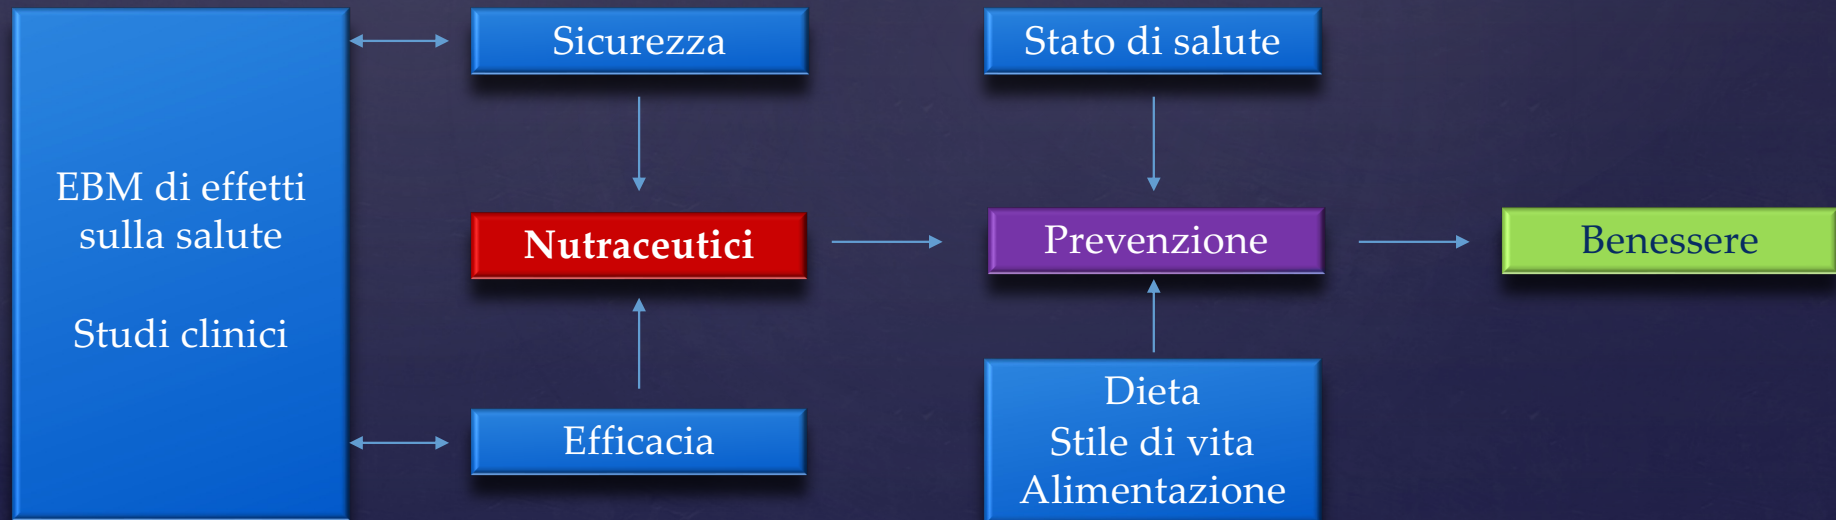 EBM di effetti
sulla salute
Studi clinici
Sicurezza
Nutraceutici
Efficacia
Stato di salute
Prevenzione
Dieta
Stile di vita
Alimentazione
Benessere